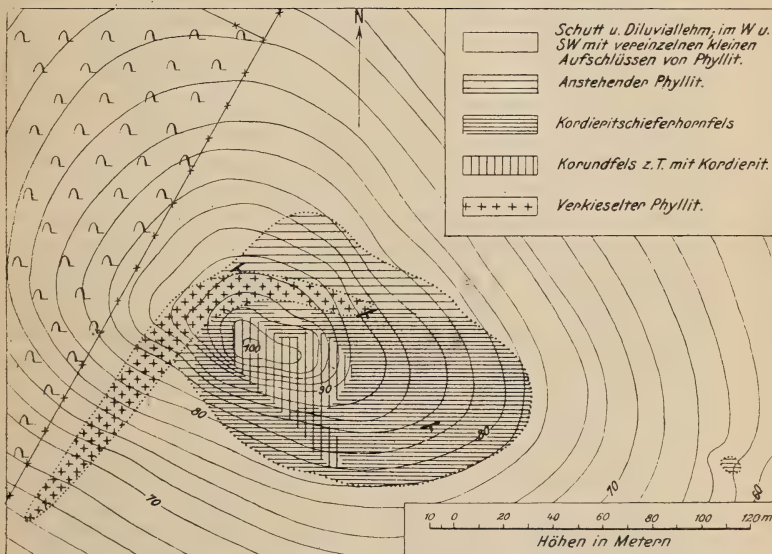 N
Schutt u. Diluviallehm; im W u.
SW mit vereinzelnen kleinen
Aufschlüssen von Phyllit.
Anstehender Phyllit.
Kordieritschieferhornfels
Korundfels z.T. mit Kordierit.
Verkieselter Phyllit.
100
90
80
80
70
70
60
10 0 20 40 60 80 100 120 m
Höhen in Metern